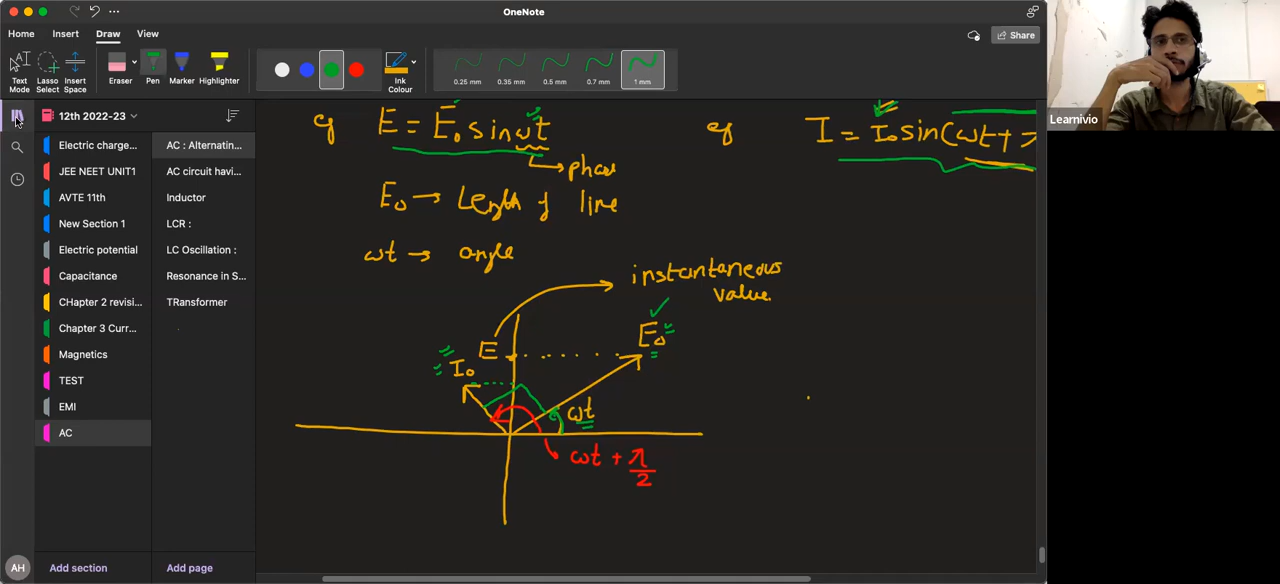 OneNote
Home Insert Draw View
Share
Text Mode
Lasso Select
Insert Space
Eraser
Pen
Marker
Highlighter
Ink Colour
0.25 mm
0.35 mm
0.5 mm
0.7 mm
1 mm
Learnivio
12th 2022-23
Electric charge...
JEE NEET UNIT1
AVTE 11th
New Section 1
Electric potential
Capacitance
CHapter 2 revisi...
Chapter 3 Curr...
Magnetics
TEST
EMI
AC
Add section
AC : Alternatin...
AC circuit havi...
Inductor
LCR :
LC Oscillation :
Resonance in S...
TRansformer
Add page
AH
eg E = E₀ sinωt
eg I = I₀ sin(ωt +
phase
E₀ → Length of line
ωt → angle
instantaneous
value.
E
E₀
I₀
ωt
ωt + π/2